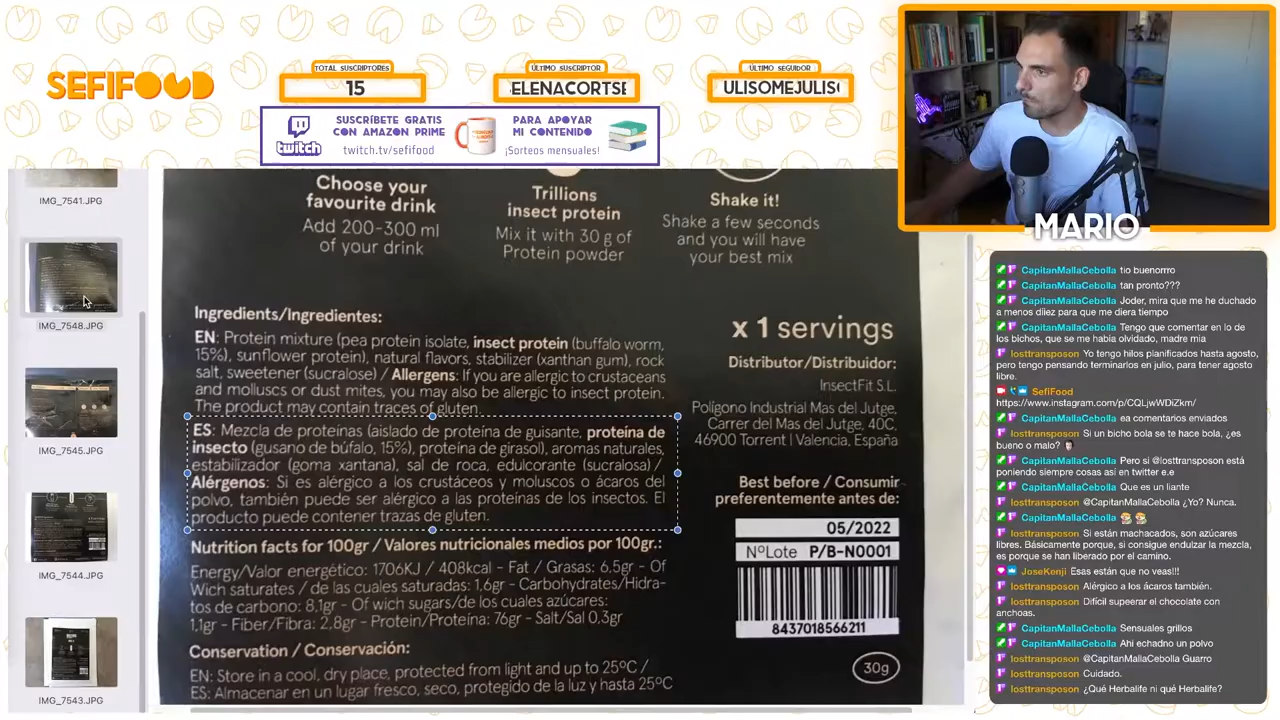 SEFIFOOD
TOTAL SUSCRIPTORES
15
ÚLTIMO SUSCRIPTOR
ELENACORTSE
ÚLTIMO SEGUIDOR
ULISOMEJULIS
SUSCRÍBETE GRATIS
CON AMAZON PRIME
twitch.tv/sefifood
twitch
PARA APOYAR
MI CONTENIDO
¡Sorteos mensuales!
MARIO
IMG_7541.JPG
IMG_7548.JPG
IMG_7545.JPG
IMG_7544.JPG
IMG_7543.JPG
Choose your
favourite drink
Add 200-300 ml
of your drink
Trillions
insect protein
Mix it with 30 g of
Protein powder
Shake it!
Shake a few seconds
and you will have
your best mix
Ingredients/Ingredientes:
EN: Protein mixture (pea protein isolate, insect protein (buffalo worm,
15%), sunflower protein), natural flavors, stabilizer (xanthan gum), rock
salt, sweetener (sucralose) / Allergens: If you are allergic to crustaceans
and molluscs or dust mites, you may also be allergic to insect protein.
The product may contain traces of gluten.
ES: Mezcla de proteínas (aislado de proteína de guisante, proteína de
insecto (gusano de búfalo, 15%), proteína de girasol), aromas naturales,
estabilizador (goma xantana), sal de roca, edulcorante (sucralosa) /
Alérgenos: Si es alérgico a los crustáceos y moluscos o ácaros del
polvo, también puede ser alérgico a las proteínas de los insectos. El
producto puede contener trazas de gluten.
Nutrition facts for 100gr / Valores nutricionales medios por 100gr.:
Energy/Valor energético: 1706KJ / 408kcal - Fat / Grasas: 6,5gr - Of
Wich saturates / de las cuales saturadas: 1,6gr - Carbohydrates/Hidra-
tos de carbono: 8,1gr - Of wich sugars/de los cuales azúcares:
1,1gr - Fiber/Fibra: 2,8gr - Protein/Proteína: 76gr - Salt/Sal 0,3gr
Conservation / Conservación:
EN: Store in a cool, dry place, protected from light and up to 25ºC /
ES: Almacenar en un lugar fresco, seco, protegido de la luz y hasta 25ºC
x 1 servings
Distributor/Distribuidor:
InsectFit S.L.
Polígono Industrial Mas del Jutge,
Carrer del Mas del Jutge, 40C,
46900 Torrent | Valencia, España
Best before / Consumir
preferentemente antes de:
05/2022
NºLote P/B-N0001
8437018566211
30g
CapitanMallaCebolla tio buenorrro
CapitanMallaCebolla tan pronto???
CapitanMallaCebolla Joder, mira que me he duchado
a menos dliez para que me diera tiempo
CapitanMallaCebolla Tengo que comentar en lo de
los bichos, que se me habia olvidado, madre mia
losttransposon Yo tengo hilos planificados hasta agosto,
pero tengo pensando terminarlos en julio, para tener agosto
libre.
SefiFood
https://www.instagram.com/p/CQLjwWDiZkm/
CapitanMallaCebolla ea comentarios enviados
losttransposon Si un bicho bola se te hace bola, ¿es
bueno o malo?
CapitanMallaCebolla Pero si @losttransposon está
poniendo siempre cosas así en twitter e.e
CapitanMallaCebolla Que es un liante
losttransposon @CapitanMallaCebolla ¿Yo? Nunca.
CapitanMallaCebolla
losttransposon Si están machacados, son azúcares
libres. Básicamente porque, si consigue endulzar la mezcla,
es porque se han liberado por el camino.
JoseKenji Esas están que no veas!!!
losttransposon Alérgico a los ácaros también.
losttransposon Difícil supeerar el chocolate con
anchoas.
CapitanMallaCebolla Sensuales grillos
CapitanMallaCebolla Ahi echadno un polvo
losttransposon @CapitanMallaCebolla Guarro
losttransposon Cuidado.
losttransposon ¿Qué Herbalife ni qué Herbalife?